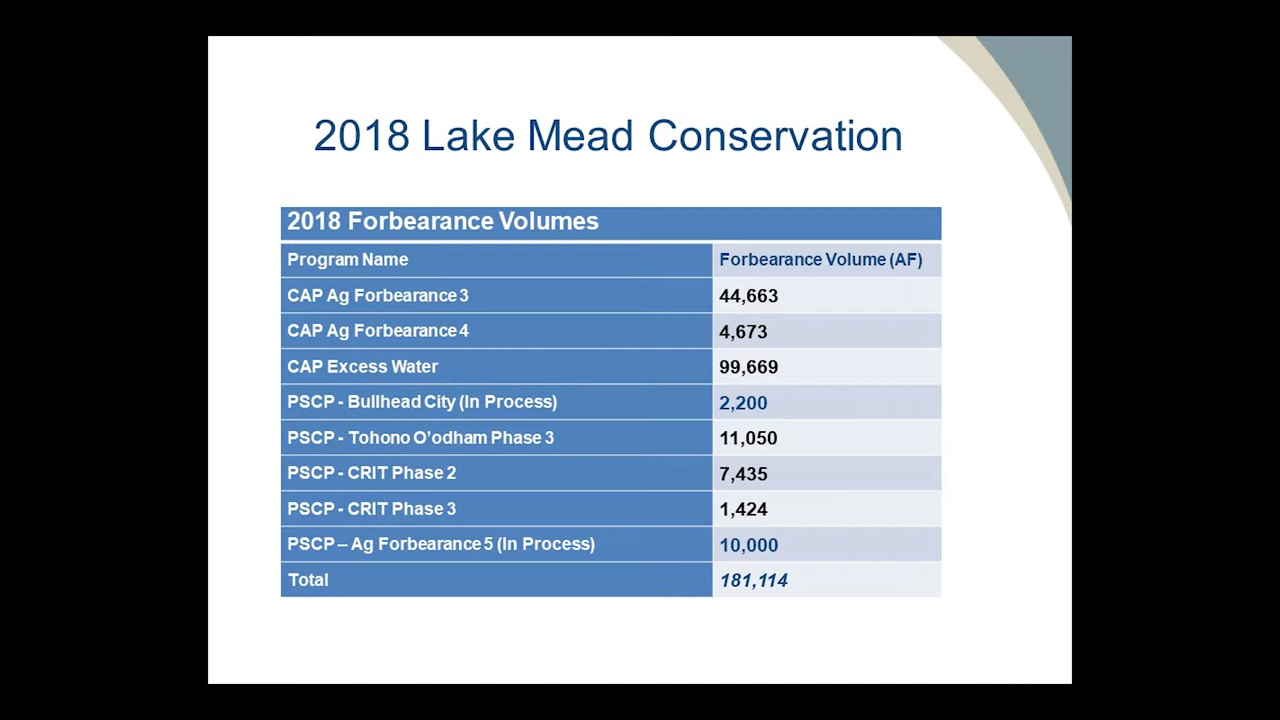 2018 Lake Mead Conservation
2018 Forbearance Volumes
Program Name Forbearance Volume (AF)
CAP Ag Forbearance 3 44,663
CAP Ag Forbearance 4 4,673
CAP Excess Water 99,669
PSCP - Bullhead City (In Process) 2,200
PSCP - Tohono O’odham Phase 3 11,050
PSCP - CRIT Phase 2 7,435
PSCP - CRIT Phase 3 1,424
PSCP – Ag Forbearance 5 (In Process) 10,000
Total 181,114